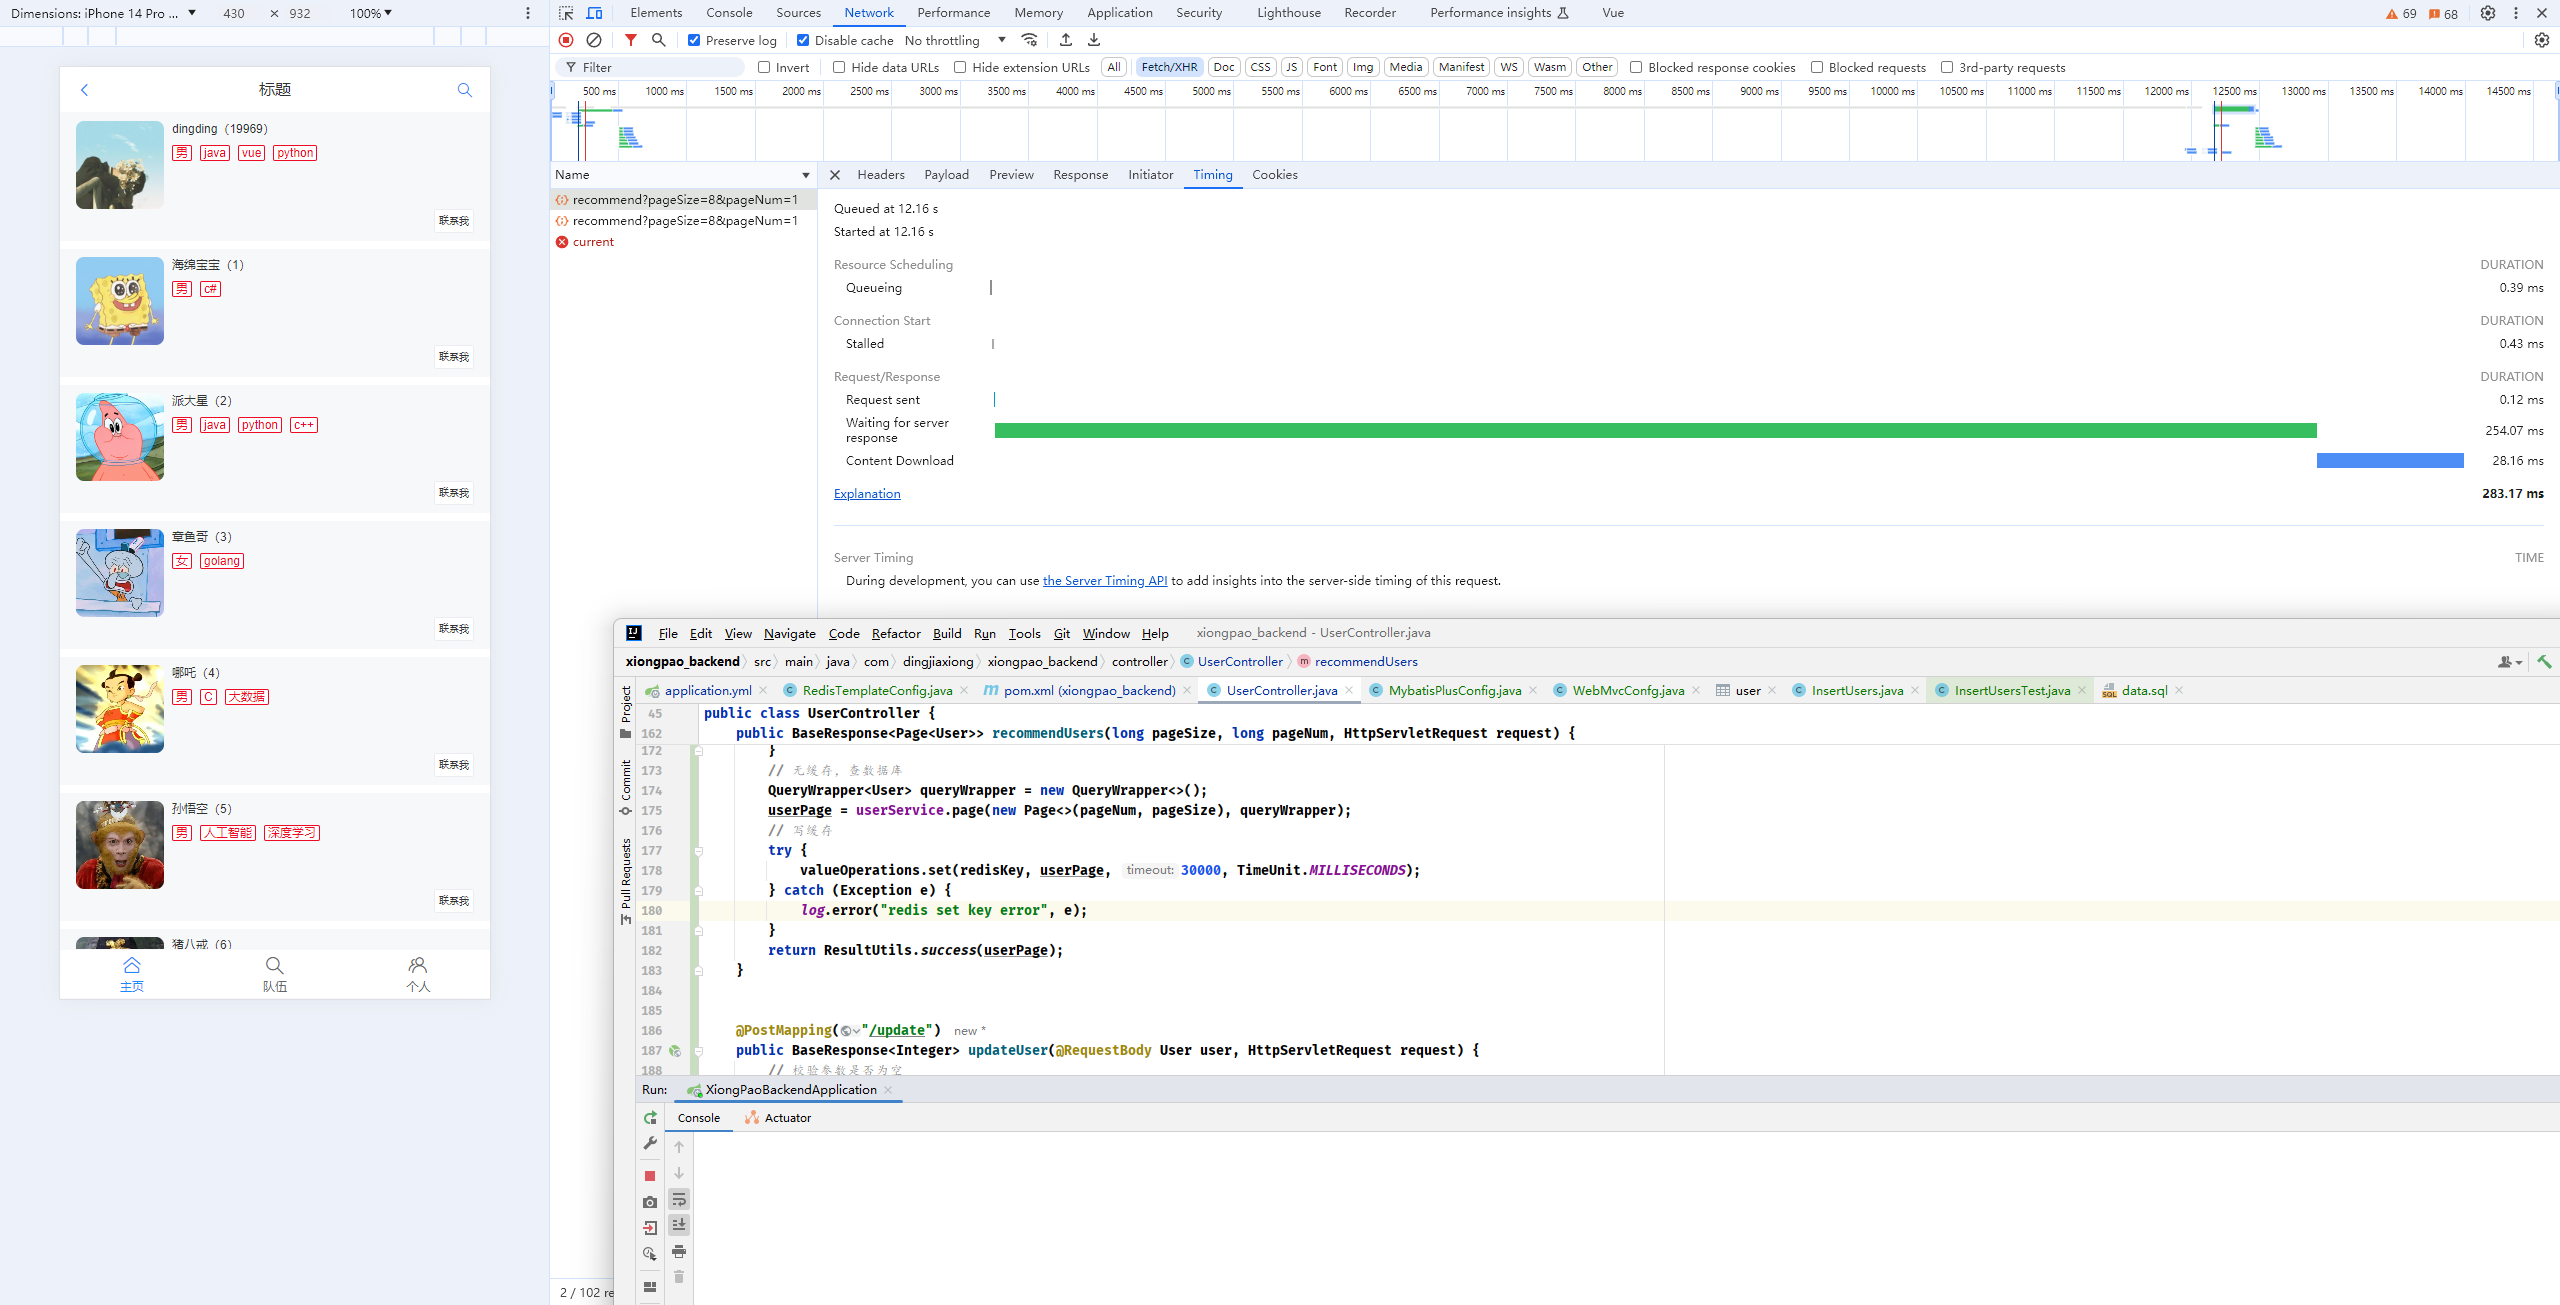 Dimensions: iPhone 14 Pro ... ▼ 430 × 932 100% ▼
标题
dingding（19969）
男 java vue python
联系我
海绵宝宝（1）
男 c#
联系我
派大星（2）
男 java python c++
联系我
章鱼哥（3）
女 golang
联系我
哪吒（4）
男 C 大数据
联系我
孙悟空（5）
男 人工智能 深度学习
联系我
猪八戒（6）
主页 队伍 个人
Elements Console Sources Network Performance Memory Application Security Lighthouse Recorder Performance insights Vue 69 68
Preserve log Disable cache No throttling
Filter Invert Hide data URLs Hide extension URLs All Fetch/XHR Doc CSS JS Font Img Media Manifest WS Wasm Other Blocked response cookies Blocked requests 3rd-party requests
500 ms 1000 ms 1500 ms 2000 ms 2500 ms 3000 ms 3500 ms 4000 ms 4500 ms 5000 ms 5500 ms 6000 ms 6500 ms 7000 ms 7500 ms 8000 ms 8500 ms 9000 ms 9500 ms 10000 ms 10500 ms 11000 ms 11500 ms 12000 ms 12500 ms 13000 ms 13500 ms 14000 ms 14500 ms
Name
recommend?pageSize=8&pageNum=1
recommend?pageSize=8&pageNum=1
current
2 / 102 re
Headers Payload Preview Response Initiator Timing Cookies
Queued at 12.16 s
Started at 12.16 s
Resource Scheduling DURATION
Queueing 0.39 ms
Connection Start DURATION
Stalled 0.43 ms
Request/Response DURATION
Request sent 0.12 ms
Waiting for server
response 254.07 ms
Content Download 28.16 ms
Explanation 283.17 ms
Server Timing TIME
During development, you can use the Server Timing API to add insights into the server-side timing of this request.
IJ File Edit View Navigate Code Refactor Build Run Tools Git Window Help xiongpao_backend - UserController.java
xiongpao_backend src main java com dingjiaxiong xiongpao_backend controller C UserController m recommendUsers
application.yml RedisTemplateConfig.java pom.xml (xiongpao_backend) UserController.java MybatisPlusConfig.java WebMvcConfg.java user InsertUsers.java InsertUsersTest.java data.sql
Project
Commit
Pull Requests
45 public class UserController {
162 public BaseResponse<Page<User>> recommendUsers(long pageSize, long pageNum, HttpServletRequest request) {
172 }
173 // 无缓存，查数据库
174 QueryWrapper<User> queryWrapper = new QueryWrapper<>();
175 userPage = userService.page(new Page<>(pageNum, pageSize), queryWrapper);
176 // 写缓存
177 try {
178 valueOperations.set(redisKey, userPage, timeout: 30000, TimeUnit.MILLISECONDS);
179 } catch (Exception e) {
180 log.error("redis set key error", e);
181 }
182 return ResultUtils.success(userPage);
183 }
184
185
186 @PostMapping("/update") new *
187 public BaseResponse<Integer> updateUser(@RequestBody User user, HttpServletRequest request) {
188 // 校验参数是否为空
Run: XiongPaoBackendApplication
Console Actuator